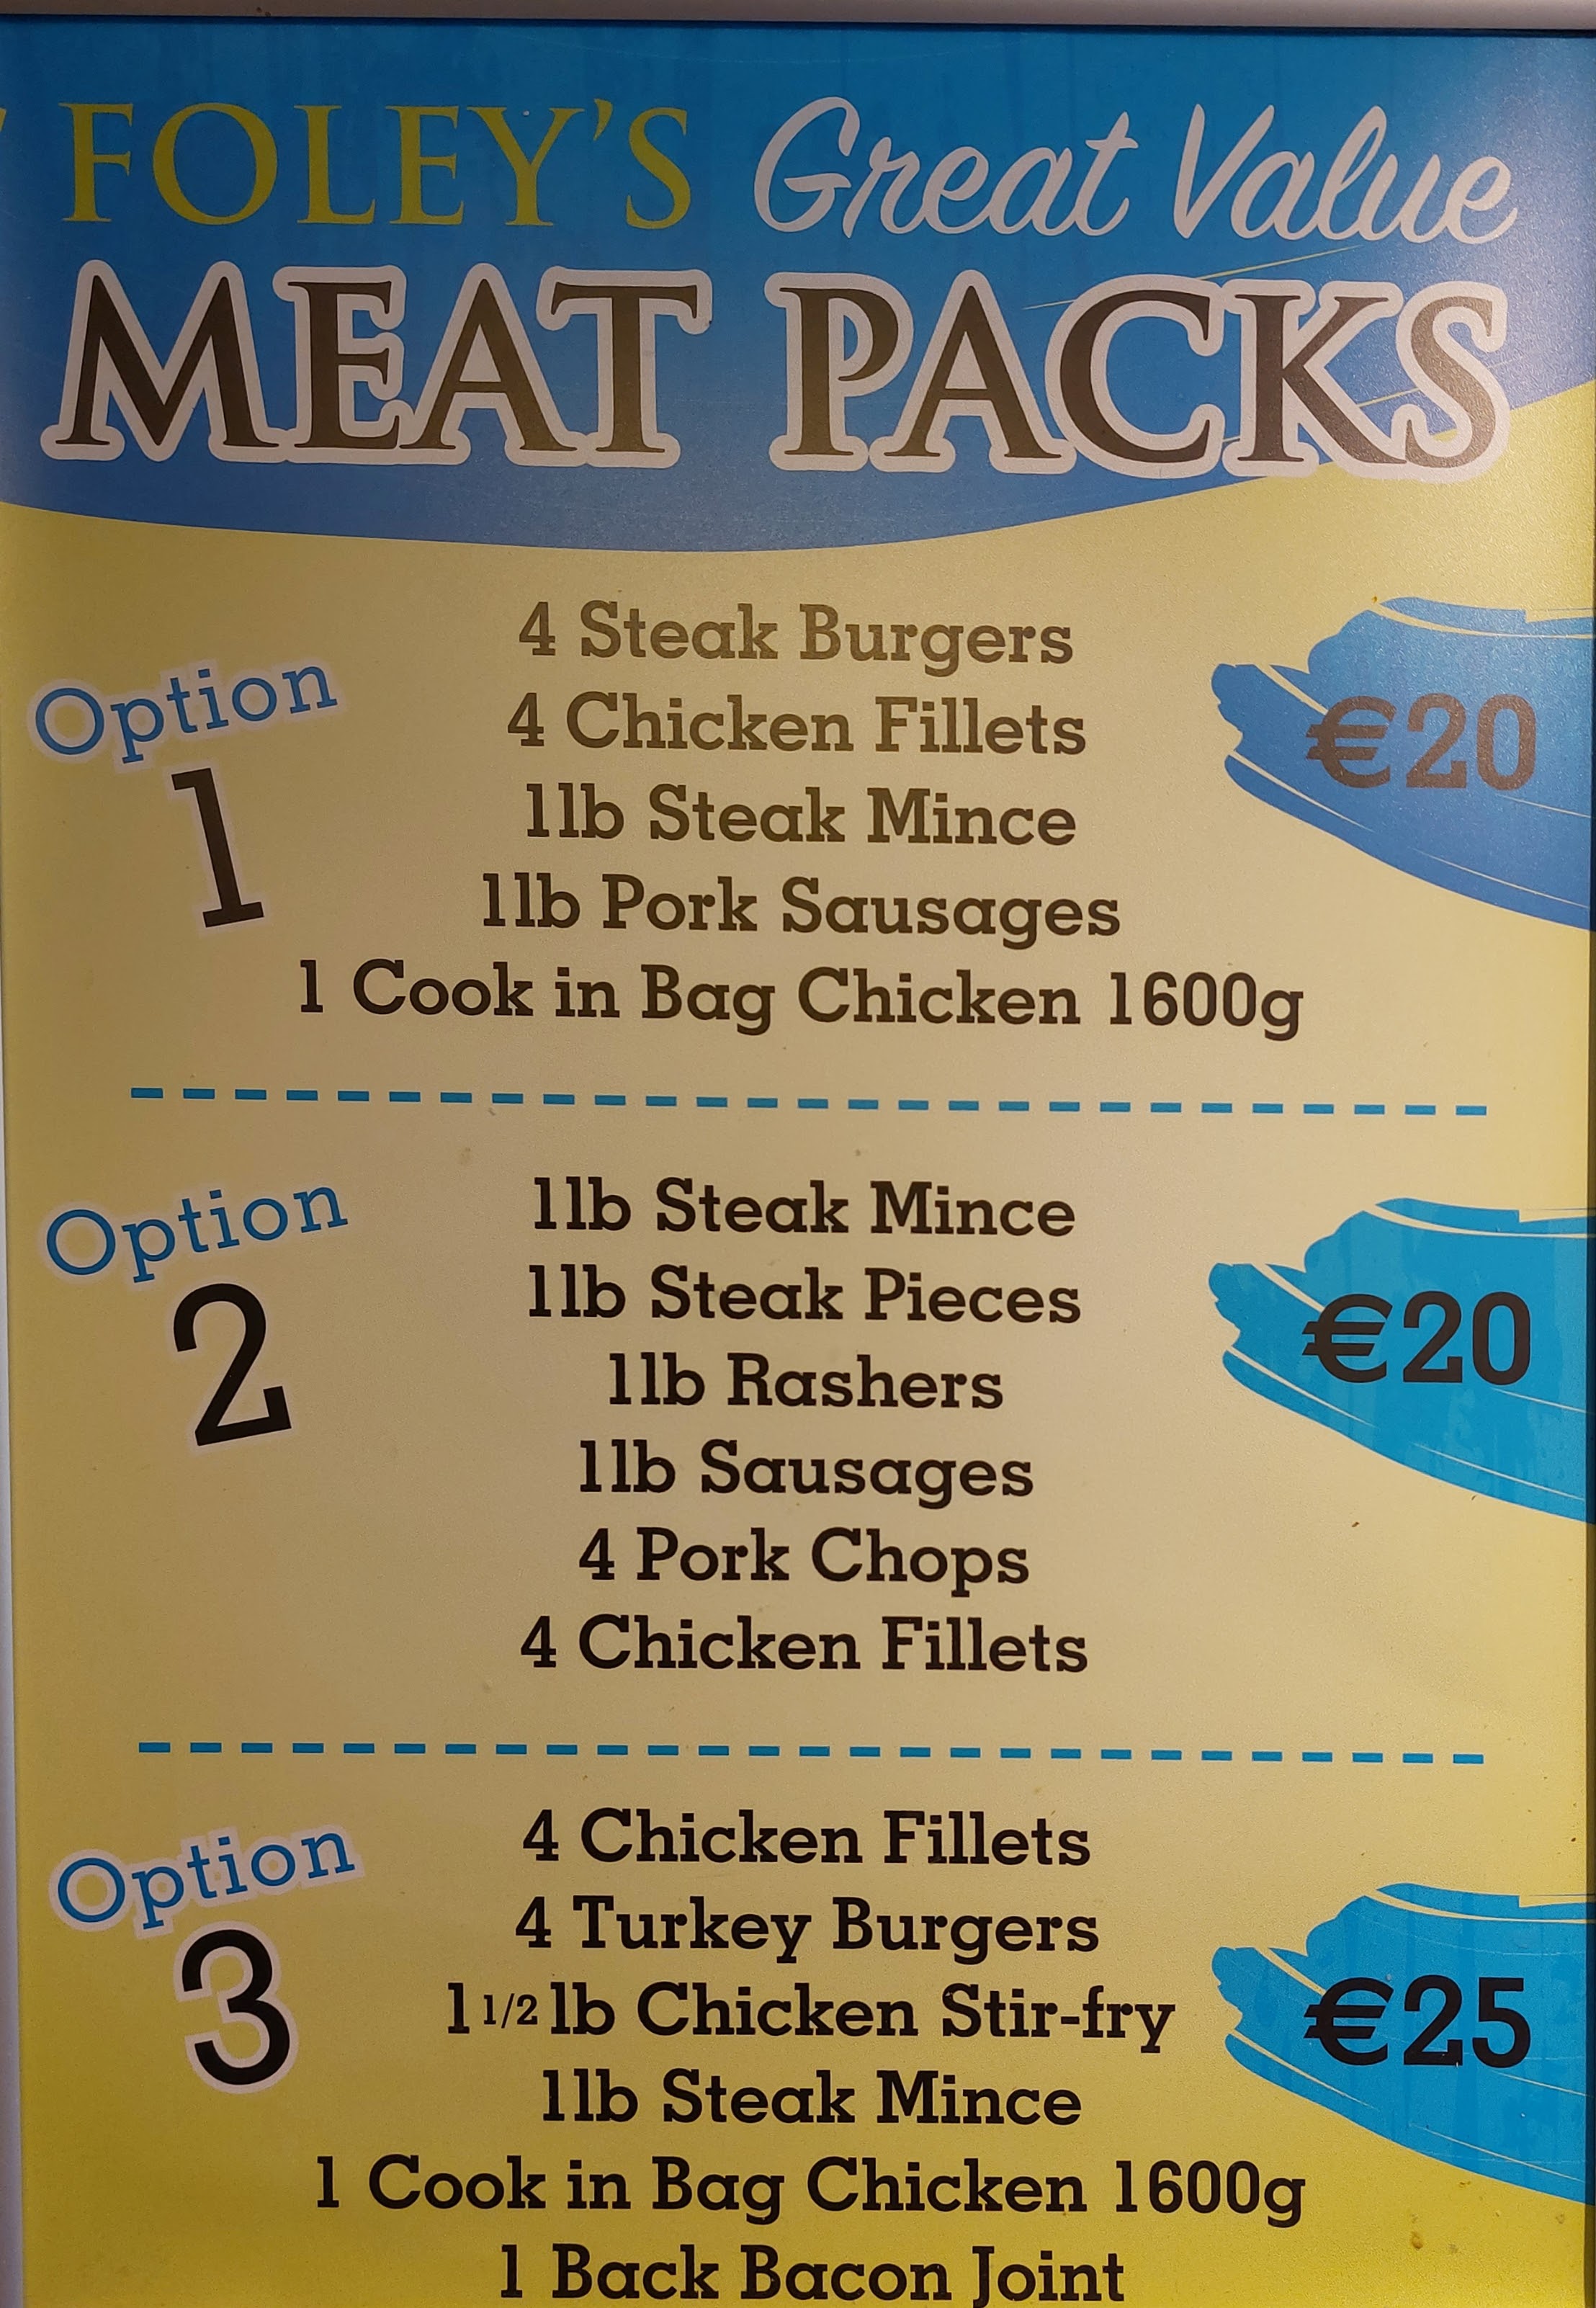 FOLEY'S Great Value
MEAT PACKS
Option
1
4 Steak Burgers
4 Chicken Fillets
1lb Steak Mince
1lb Pork Sausages
1 Cook in Bag Chicken 1600g
€20
Option
2
1lb Steak Mince
1lb Steak Pieces
1lb Rashers
1lb Sausages
4 Pork Chops
4 Chicken Fillets
€20
Option
3
4 Chicken Fillets
4 Turkey Burgers
1 1/2 lb Chicken Stir-fry
1lb Steak Mince
1 Cook in Bag Chicken 1600g
1 Back Bacon Joint
€25